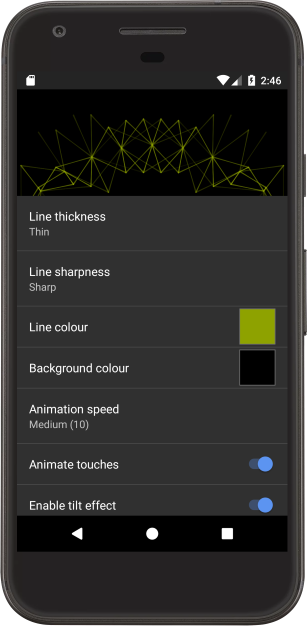 2:46
Line thickness
Thin
Line sharpness
Sharp
Line colour
Background colour
Animation speed
Medium (10)
Animate touches
Enable tilt effect